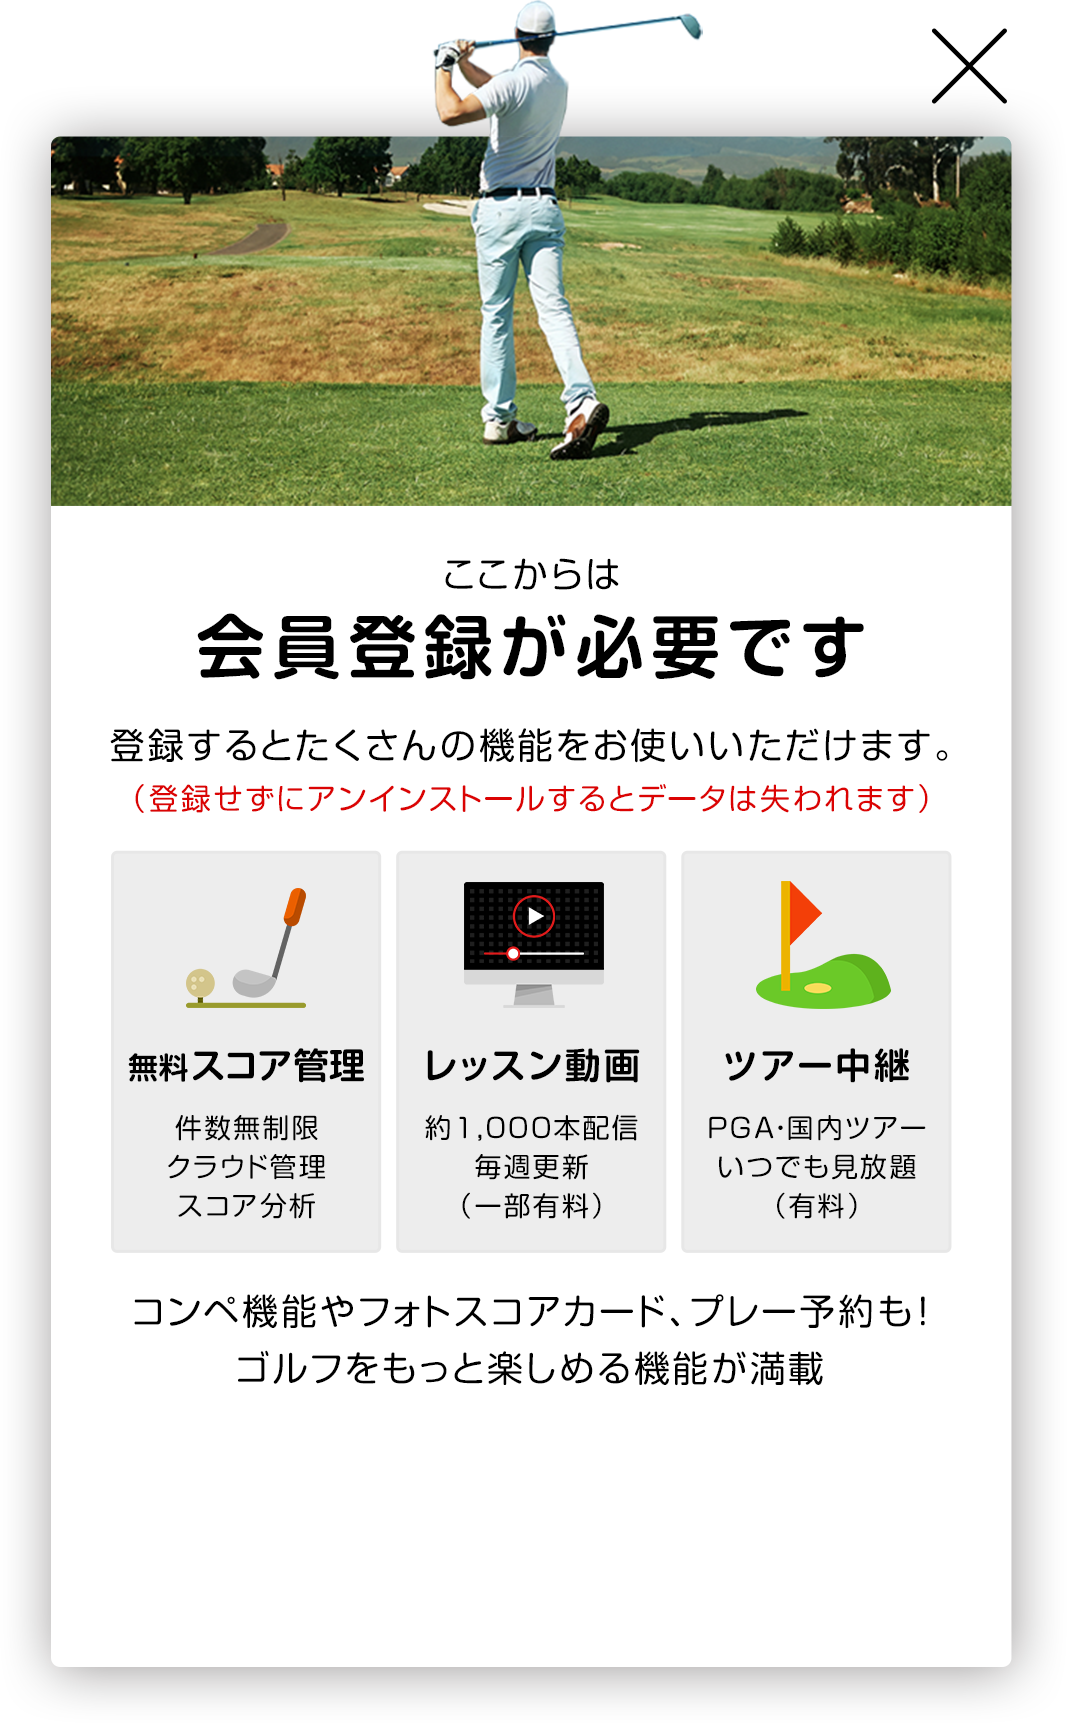 ここからは
会員登録が必要です
登録するとたくさんの機能をお使いいただけます。
（登録せずにアンインストールするとデータは失われます）
無料スコア管理
件数無制限
クラウド管理
スコア分析
レッスン動画
約1,000本配信
毎週更新
（一部有料）
ツアー中継
PGA・国内ツアー
いつでも見放題
（有料）
コンペ機能やフォトスコアカード、プレー予約も！
ゴルフをもっと楽しめる機能が満載